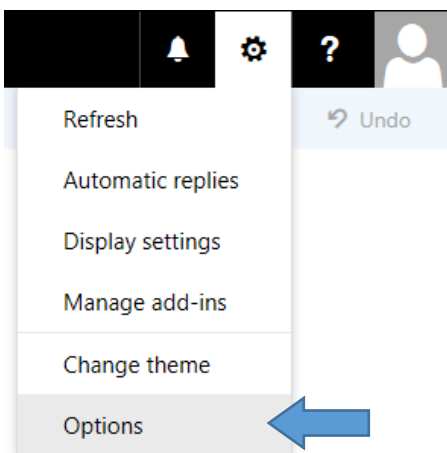 ?
Refresh
Undo
Automatic replies
Display settings
Manage add-ins
Change theme
Options